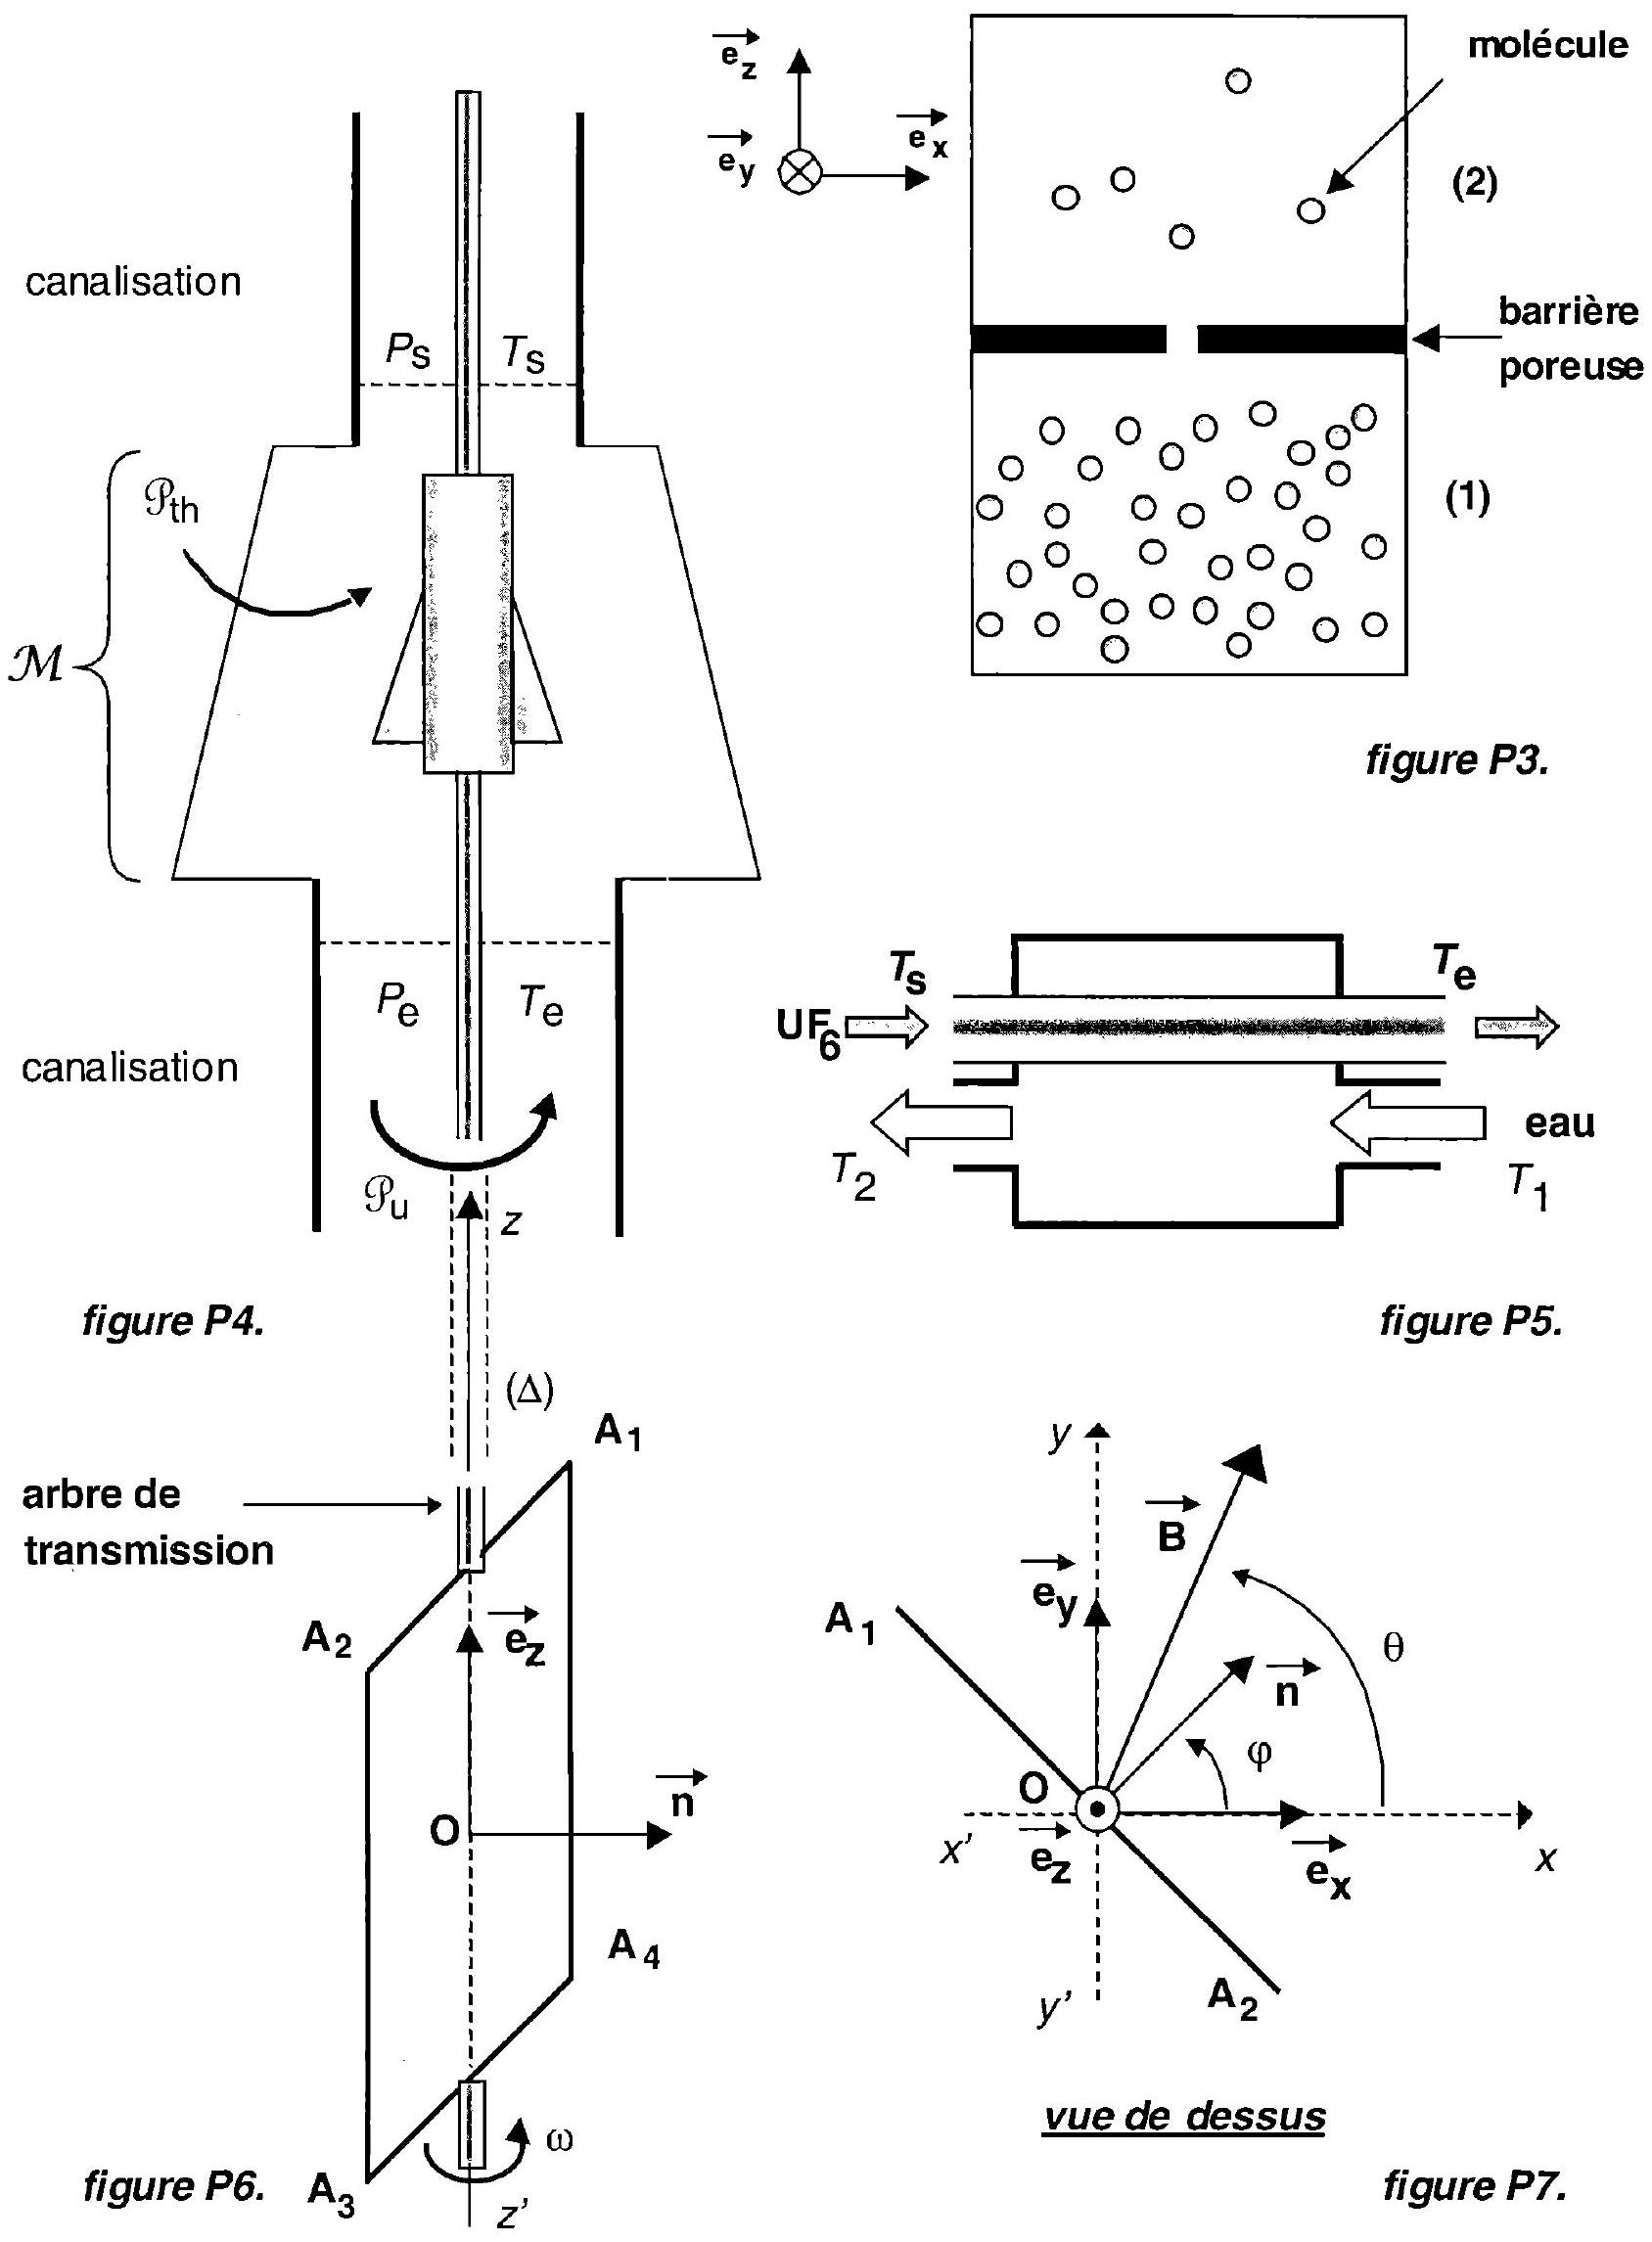 e_z
e_y
e_x
molécule
(2)
barrière
poreuse
(1)
figure P3.
canalisation
P_s T_s
𝒫_th
ℳ
P_e T_e
canalisation
𝒫_u
z
figure P4.
T_s
T_e
UF_6
eau
T_2
T_1
figure P5.
(Δ)
A_1
arbre de
transmission
A_2
e_z
O
n
A_4
ω
A_3
z'
figure P6.
y
B
e_y
A_1
θ
n
φ
O
x'
e_z
e_x
x
A_2
y'
vue de dessus
figure P7.